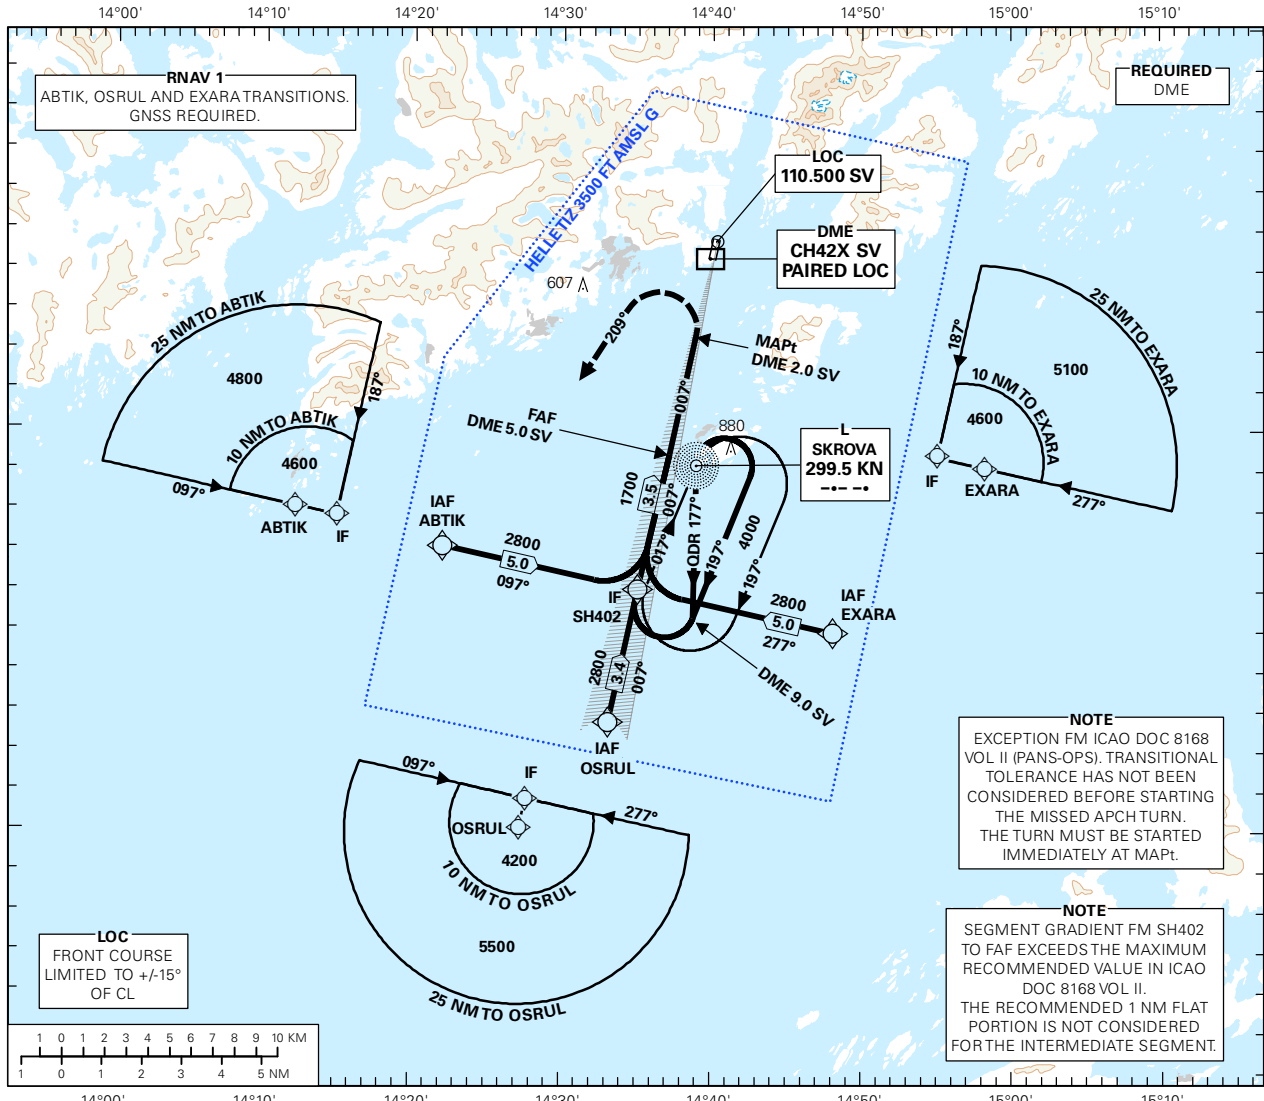 14°00' 14°10' 14°20' 14°30' 14°40' 14°50' 15°00' 15°10'
RNAV 1
ABTIK, OSRUL AND EXARA TRANSITIONS.
GNSS REQUIRED.
REQUIRED
DME
HELLETIZ 3500 FT AMSL G
LOC
110.500 SV
DME
CH42X SV
PAIRED LOC
607
209°
MAPt
DME 2.0 SV
25 NM TO ABTIK
4800
187°
10 NM TO ABTIK
4600
097°
ABTIK
IF
25 NM TO EXARA
187°
5100
10 NM TO EXARA
4600
IF
EXARA
277°
007°
FAF
DME 5.0 SV
880
L
SKROVA
299.5 KN
1700
3.5
007°
IAF
ABTIK
2800
5.0
097°
017°
QDR 177°
197°
4000
197°
IF
SH402
IAF
EXARA
2800
5.0
277°
2800
3.4
007°
DME 9.0 SV
IAF
OSRUL
097°
IF
277°
OSRUL
4200
10 NM TO OSRUL
5500
25 NM TO OSRUL
NOTE
EXCEPTION FM ICAO DOC 8168
VOL II (PANS-OPS). TRANSITIONAL
TOLERANCE HAS NOT BEEN
CONSIDERED BEFORE STARTING
THE MISSED APCH TURN.
THE TURN MUST BE STARTED
IMMEDIATELY AT MAPt.
NOTE
SEGMENT GRADIENT FM SH402
TO FAF EXCEEDS THE MAXIMUM
RECOMMENDED VALUE IN ICAO
DOC 8168 VOL II.
THE RECOMMENDED 1 NM FLAT
PORTION IS NOT CONSIDERED
FOR THE INTERMEDIATE SEGMENT.
LOC
FRONT COURSE
LIMITED TO +/-15°
OF CL
1 0 1 2 3 4 5 6 7 8 9 10 KM
1 0 1 2 3 4 5 NM
14°00' 14°10' 14°20' 14°30' 14°40' 14°50' 15°00' 15°10'